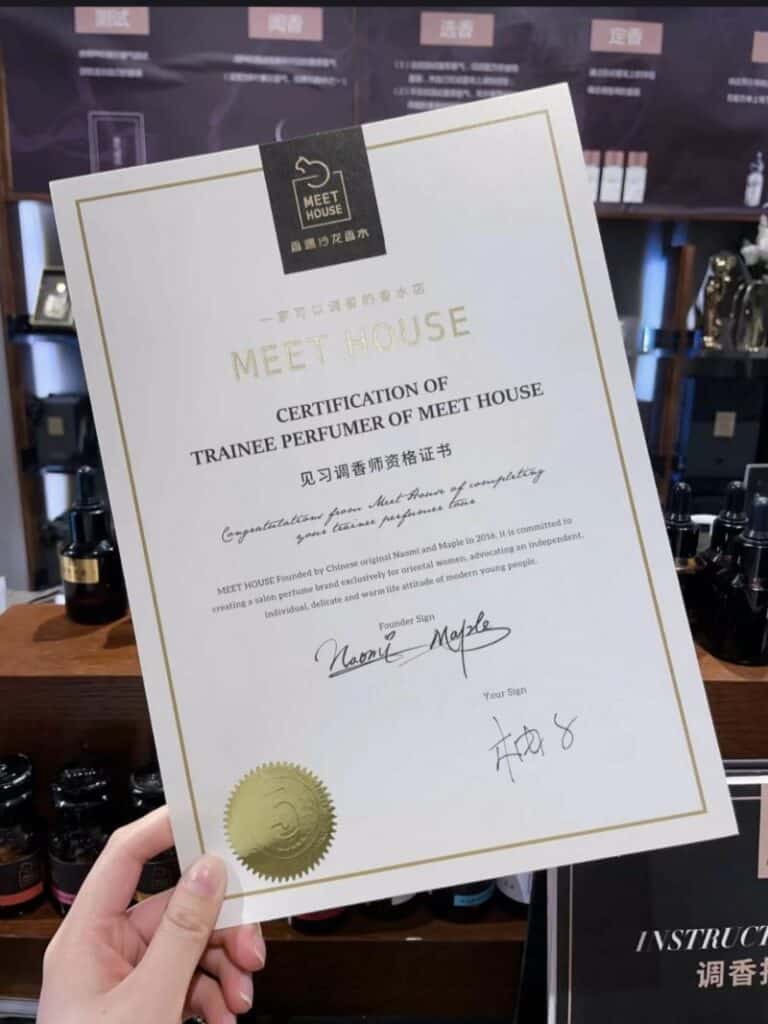 测试
闻香
选香
定香
MEET
HOUSE
香遇沙龙香水
一家可以调香的香水店
MEET HOUSE
CERTIFICATION OF
TRAINEE PERFUMER OF MEET HOUSE
见习调香师资格证书
Congratulations from Meet House of completing
your trainee perfumer tour
MEET HOUSE Founded by Chinese original Naomi and Maple in 2016, it is committed to
creating a salon perfume brand exclusively for oriental women, advocating an independent,
individual, delicate and warm life attitude of modern young people.
Founder Sign
Naomi Maple
Your Sign
INSTRUCT
调香